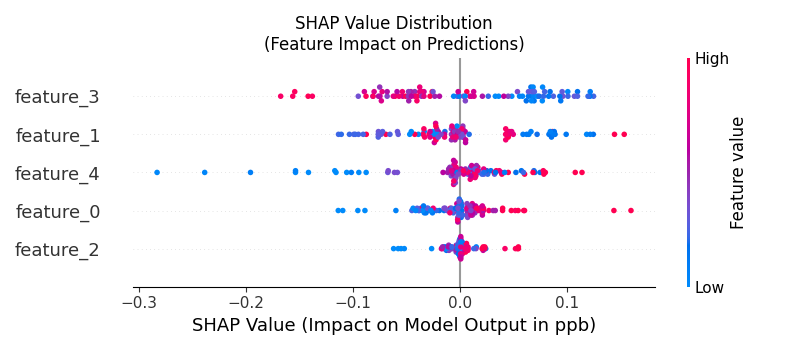 SHAP Value Distribution
(Feature Impact on Predictions)
High
feature_3
feature_1
feature_4
feature_0
feature_2
Feature value
Low
−0.3 −0.2 −0.1 0.0 0.1
SHAP Value (Impact on Model Output in ppb)